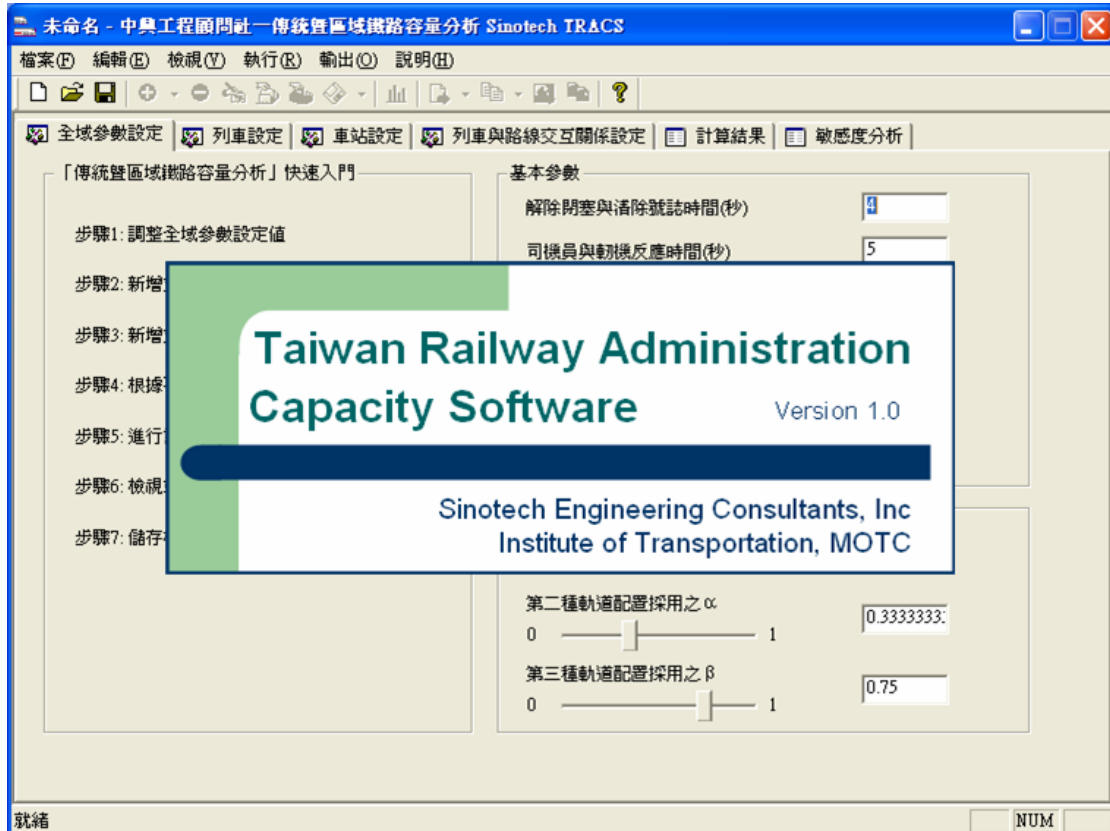 未命名 - 中興工程顧問社—傳統暨區域鐵路容量分析 Sinotech TRACS
檔案(F) 編輯(E) 檢視(V) 執行(R) 輸出(O) 說明(H)
全域參數設定 列車設定 車站設定 列車與路線交互關係設定 計算結果 敏感度分析
「傳統暨區域鐵路容量分析」快速入門
步驟1: 調整全域參數設定值
步驟2: 新增
步驟3: 新增
步驟4: 根據
步驟5: 進行
步驟6: 檢視
步驟7: 儲存
基本參數
解除閉塞與清除號誌時間(秒) 4
司機員與軔機反應時間(秒) 5
Taiwan Railway Administration
Capacity Software Version 1.0
Sinotech Engineering Consultants, Inc
Institute of Transportation, MOTC
第二種軌道配置採用之α
0 1 0.3333333
第三種軌道配置採用之β
0 1 0.75
就緒 NUM